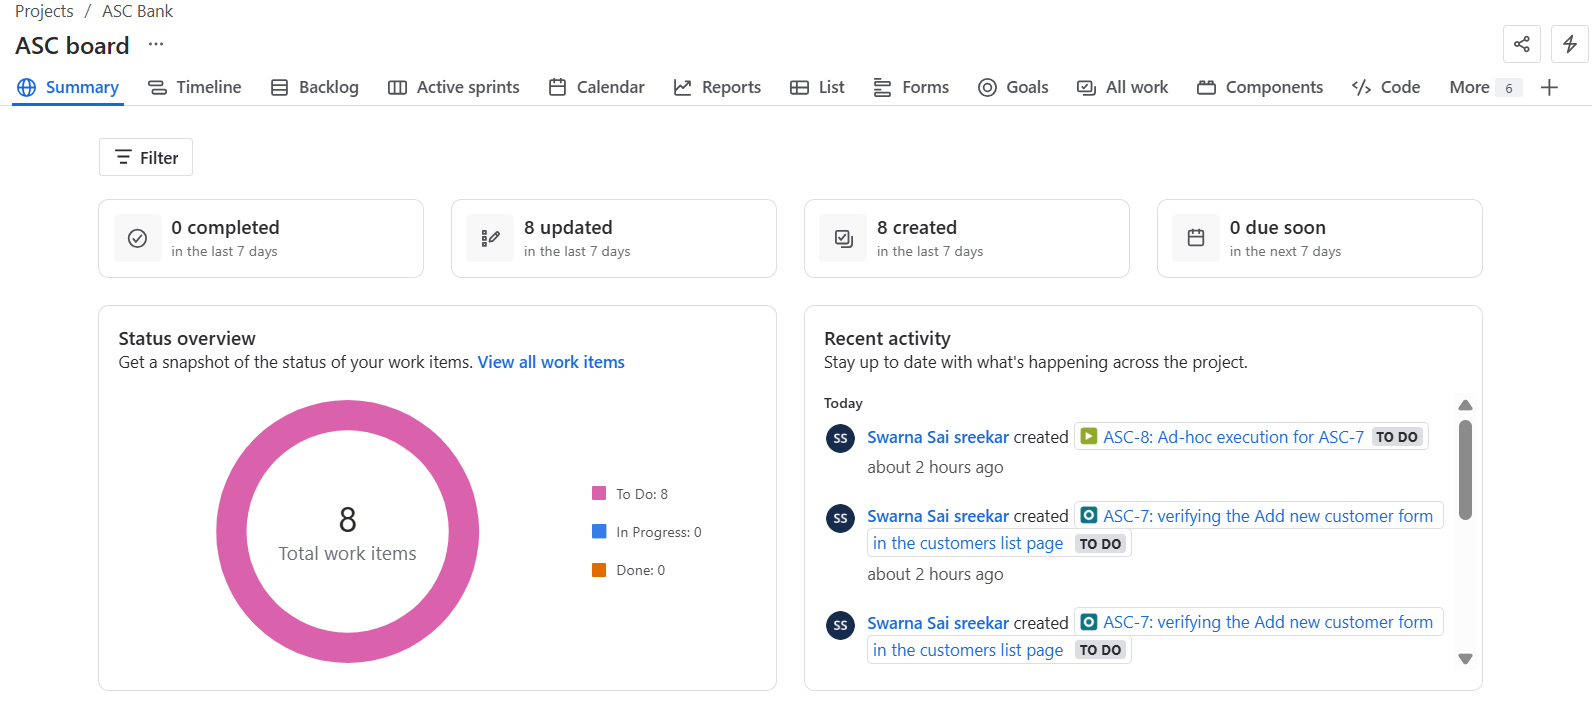 Projects / ASC Bank
ASC board ...
Summary Timeline Backlog Active sprints Calendar Reports List Forms Goals All work Components Code More 6
Filter
0 completed
in the last 7 days
8 updated
in the last 7 days
8 created
in the last 7 days
0 due soon
in the next 7 days
Status overview
Get a snapshot of the status of your work items. View all work items
8
Total work items
To Do: 8
In Progress: 0
Done: 0
Recent activity
Stay up to date with what's happening across the project.
Today
SS Swarna Sai sreekar created ASC-8: Ad-hoc execution for ASC-7 TO DO
about 2 hours ago
SS Swarna Sai sreekar created ASC-7: verifying the Add new customer form
in the customers list page TO DO
about 2 hours ago
SS Swarna Sai sreekar created ASC-7: verifying the Add new customer form
in the customers list page TO DO